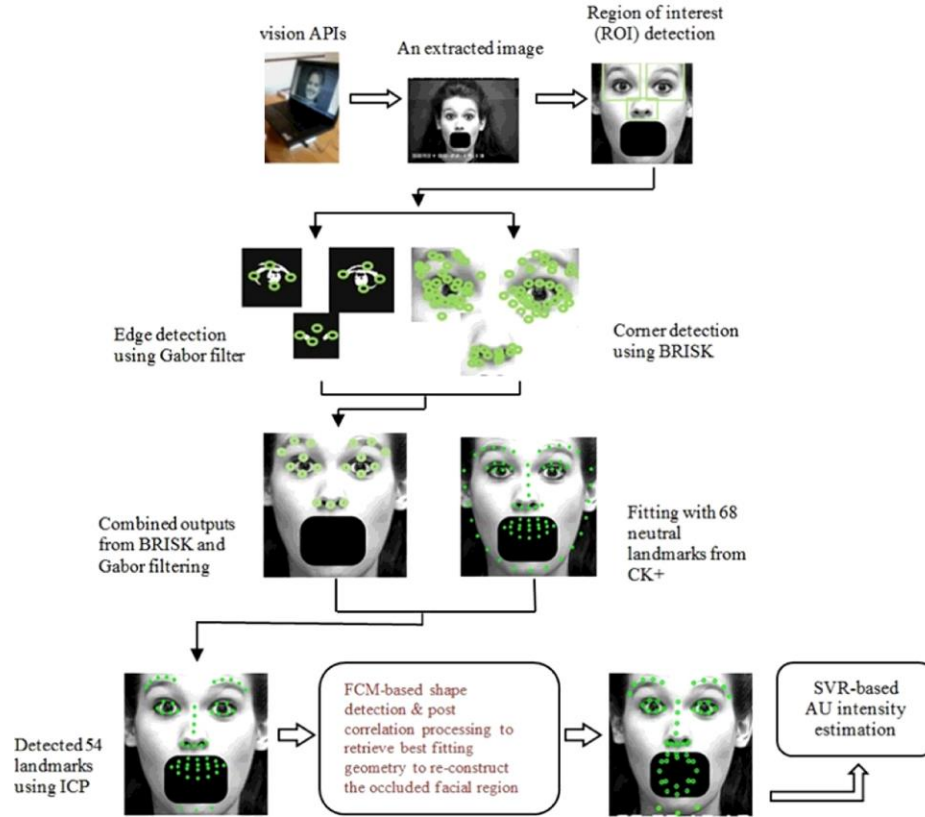 vision APIs
An extracted image
Region of interest
(ROI) detection
Edge detection
using Gabor filter
Corner detection
using BRISK
Combined outputs
from BRISK and
Gabor filtering
Fitting with 68
neutral
landmarks from
CK+
Detected 54
landmarks
using ICP
FCM-based shape
detection & post
correlation processing to
retrieve best fitting
geometry to re-construct
the occluded facial region
SVR-based
AU intensity
estimation